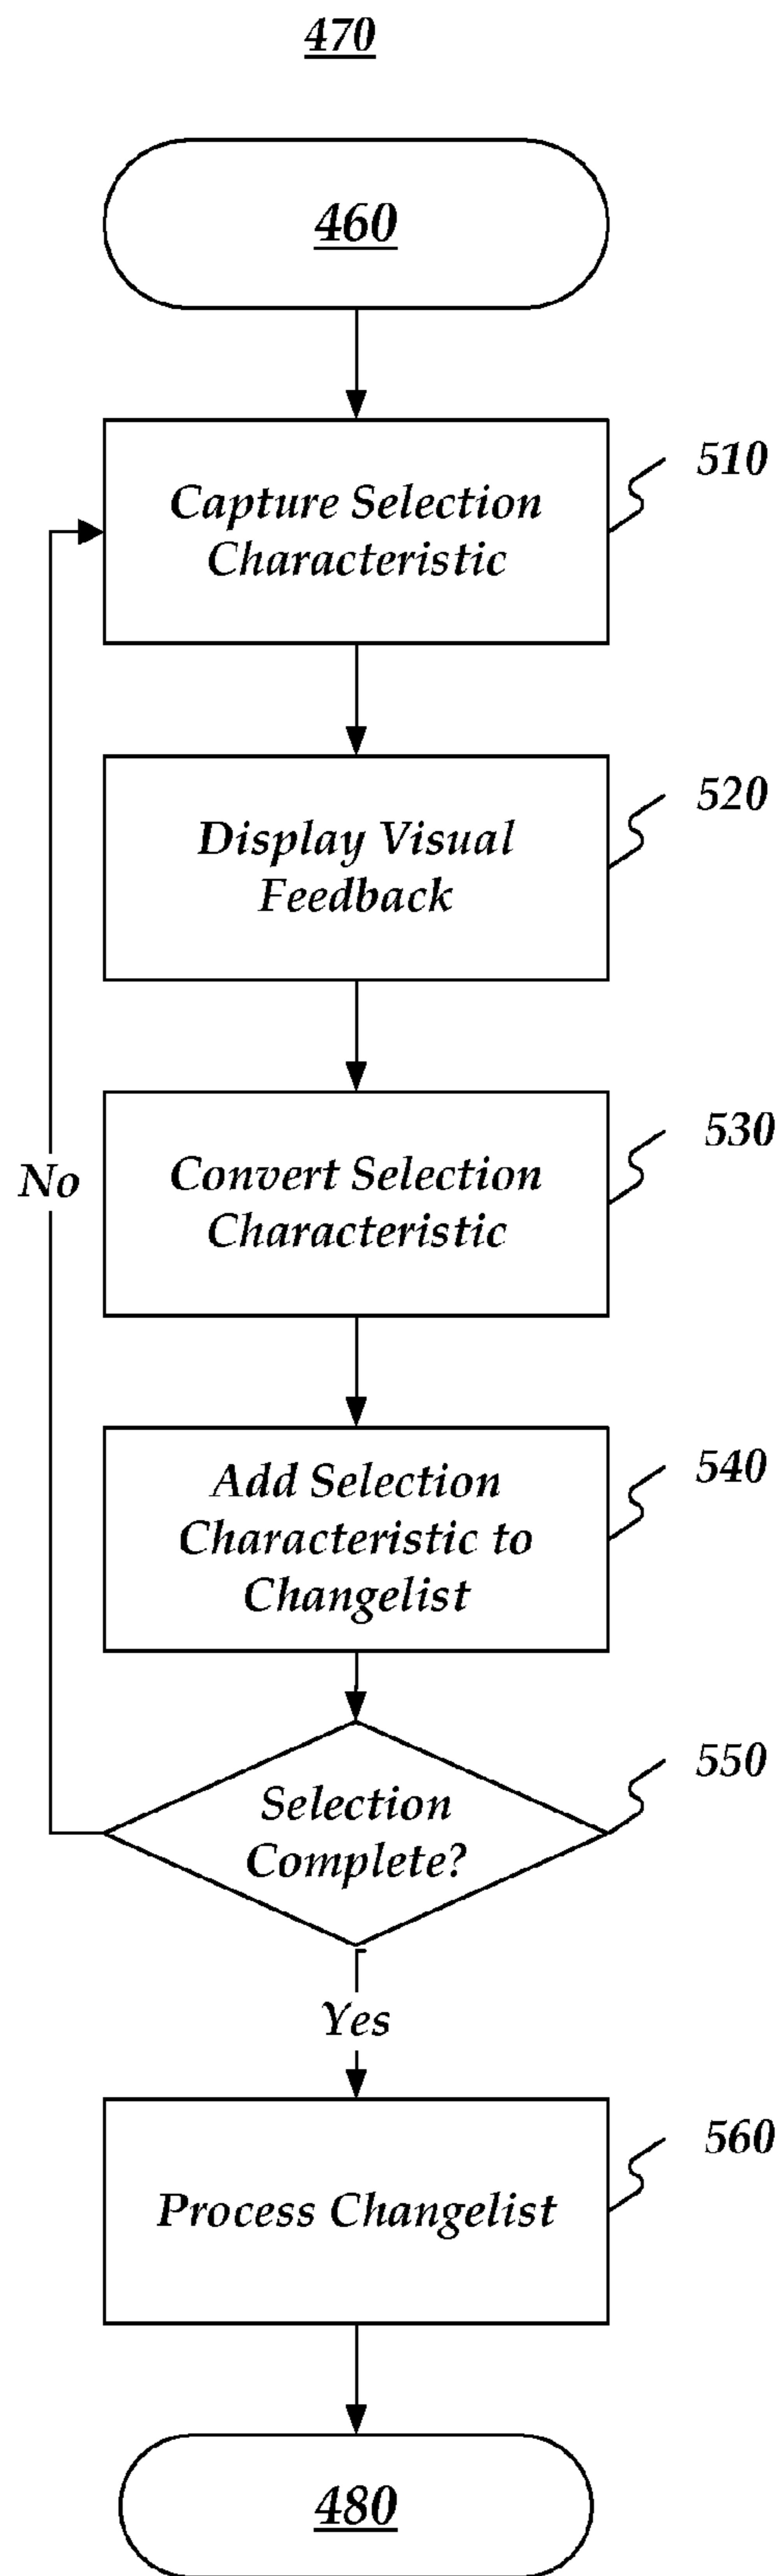 470
460
Capture Selection
Characteristic
510
Display Visual
Feedback
520
Convert Selection
Characteristic
530
No
Add Selection
Characteristic to
Changelist
540
Selection
Complete?
550
Yes
Process Changelist
560
480